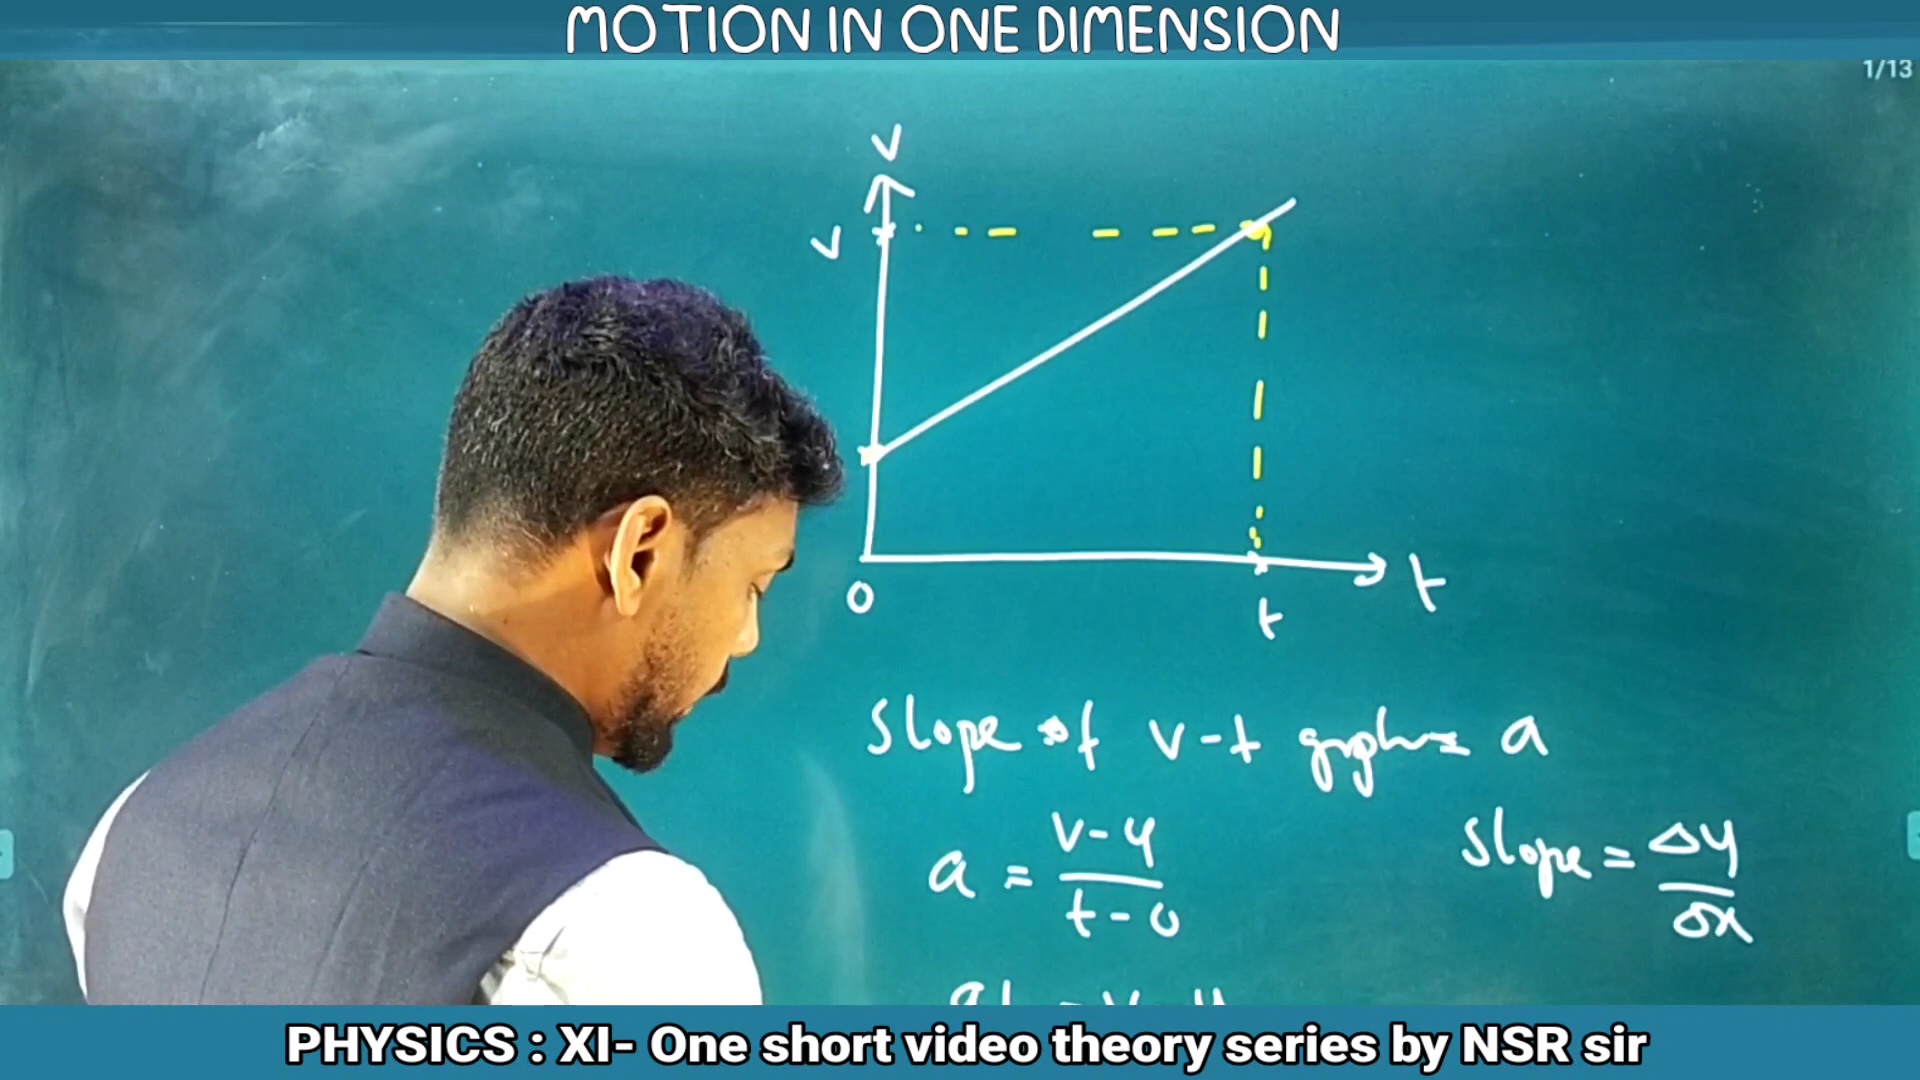 MOTION IN ONE DIMENSION
1/13
v
v
0
t
t
Slope of v-t graph = a
a = v-u
t-0
Slope = Δy
Δx
at = v-u
PHYSICS : XI- One short video theory series by NSR sir